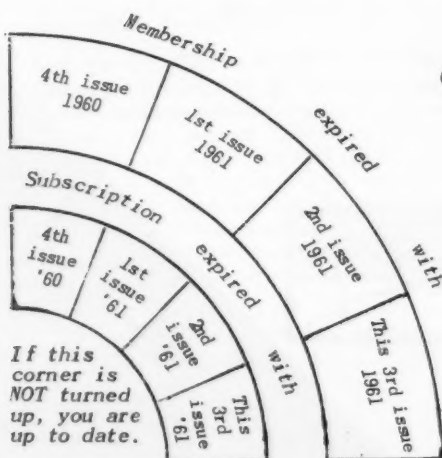 Membership expired with
4th issue
1960
1st issue
1961
2nd issue
1961
This 3rd issue
1961
Subscription expired with
4th
issue
'60
1st
issue
'61
2nd
issue
'61
This
3rd
issue
'61
If this
corner is
NOT turned
up, you are
up to date.